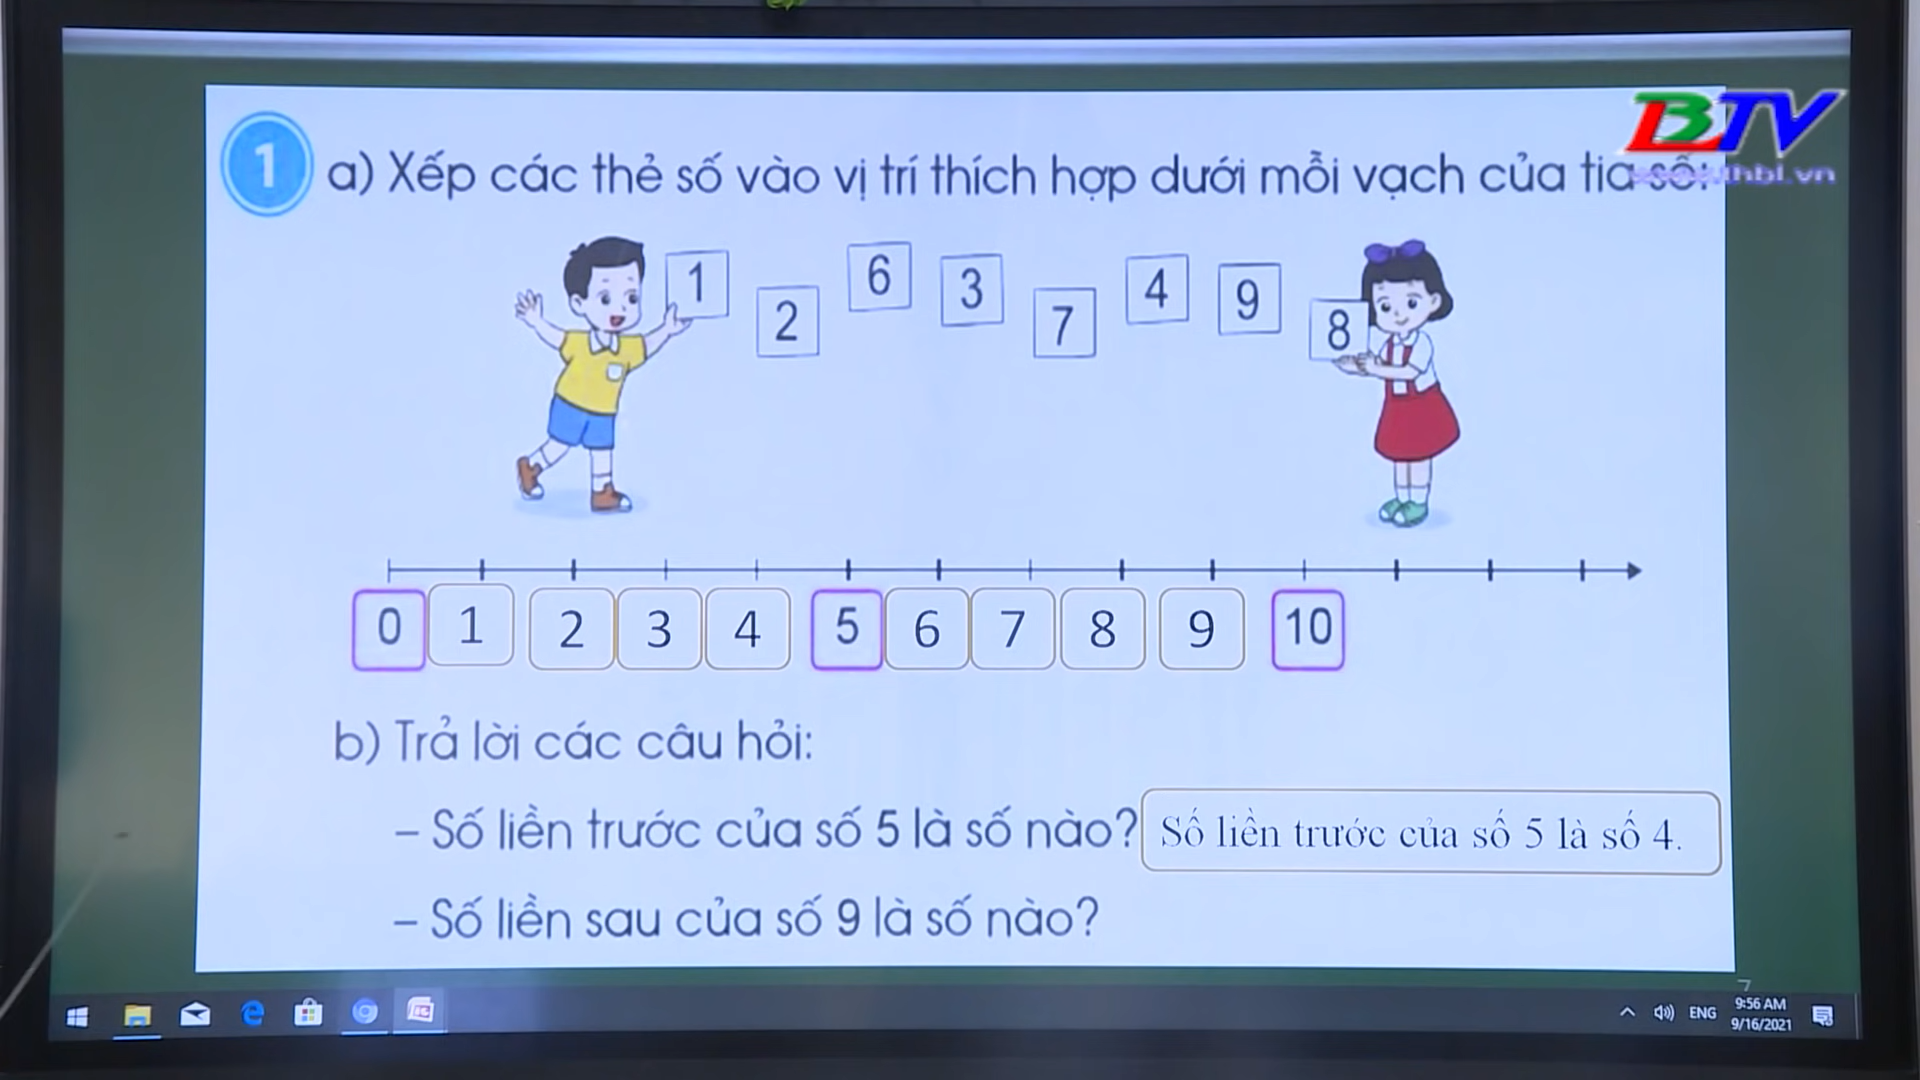 BTV
1 a) Xếp các thẻ số vào vị trí thích hợp dưới mỗi vạch của tia số:
1 2 6 3 7 4 9 8
0 1 2 3 4 5 6 7 8 9 10
b) Trả lời các câu hỏi:
– Số liền trước của số 5 là số nào? Số liền trước của số 5 là số 4.
– Số liền sau của số 9 là số nào?
7
ENG
9:56 AM
9/16/2021